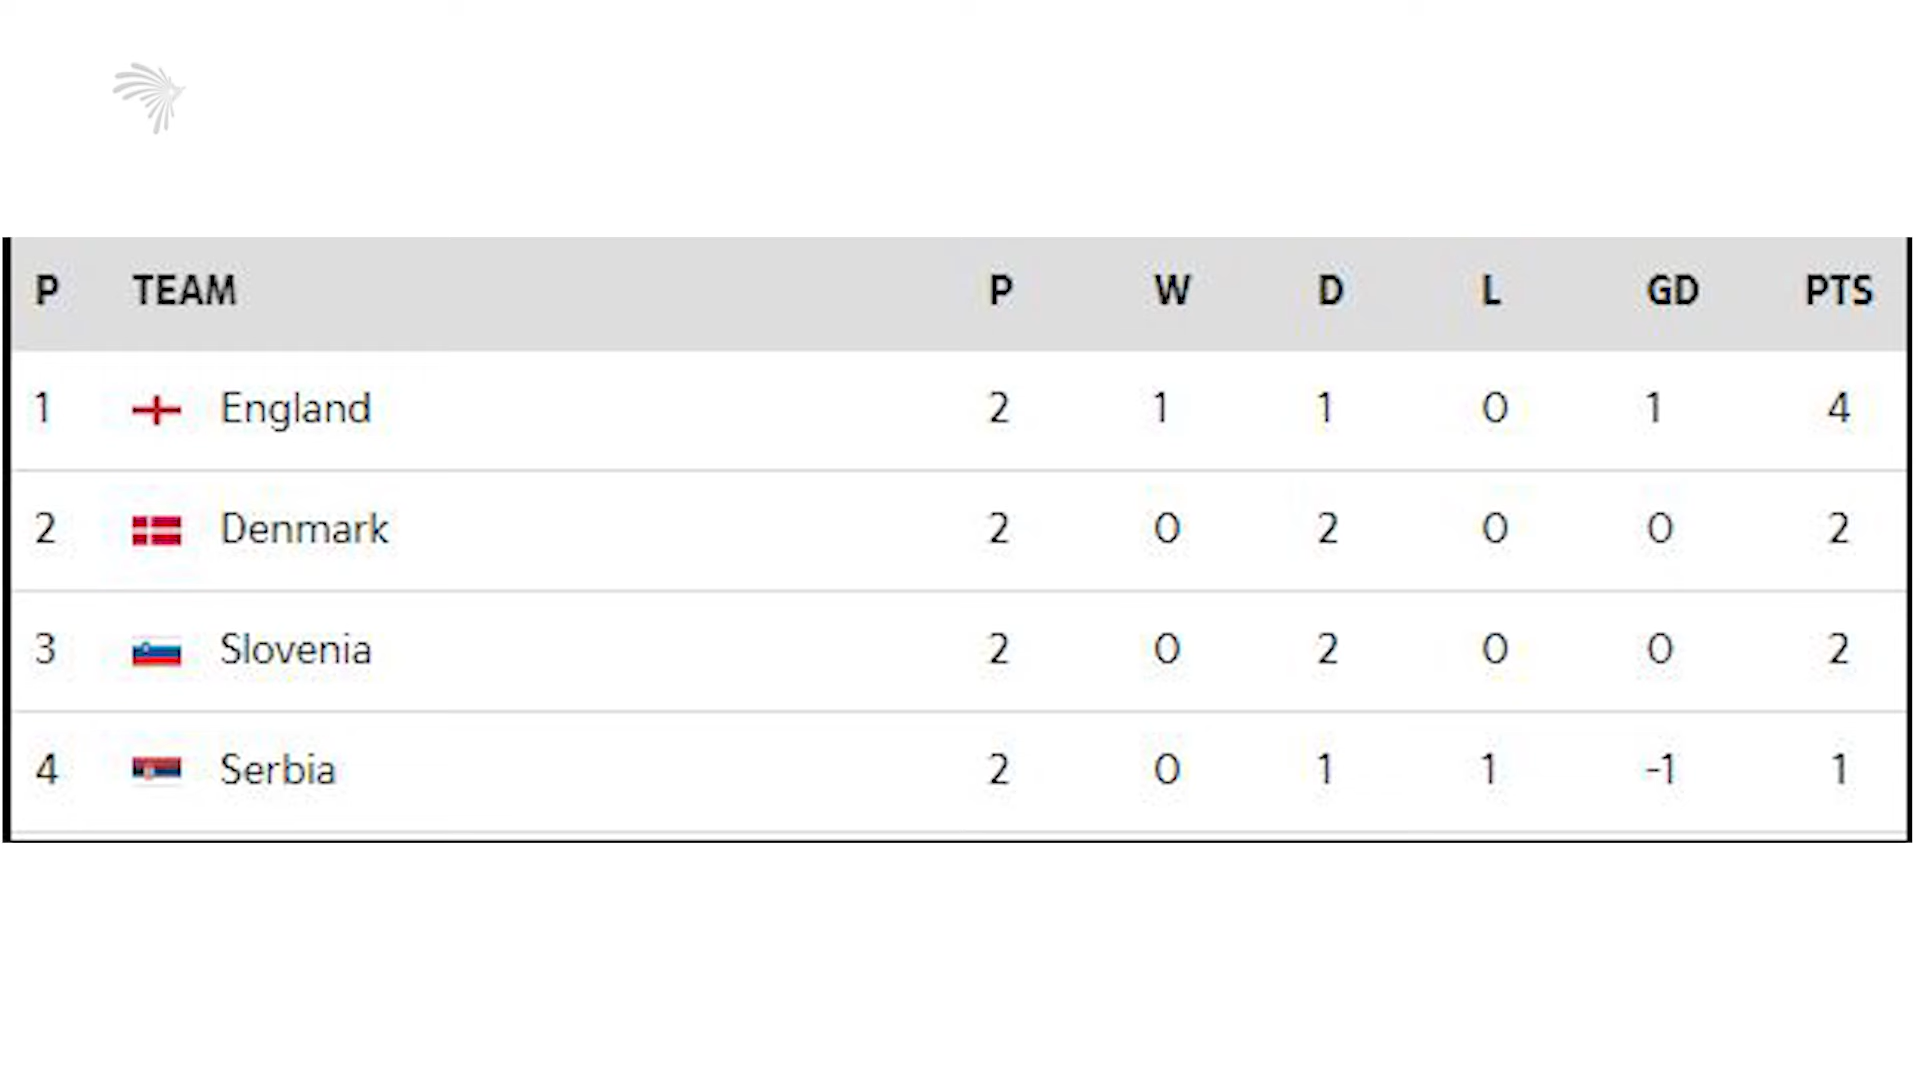 P TEAM P W D L GD PTS
1 England 2 1 1 0 1 4
2 Denmark 2 0 2 0 0 2
3 Slovenia 2 0 2 0 0 2
4 Serbia 2 0 1 1 -1 1